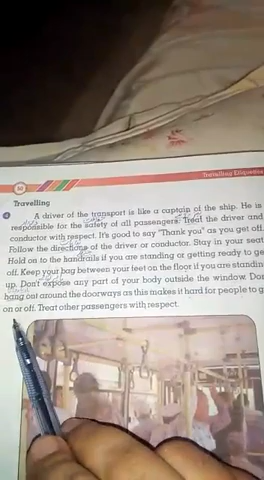 Travelling Etiquettes
Travelling
A driver of the transport is like a captain of the ship. He is
responsible for the safety of all passengers. Treat the driver and
conductor with respect. It's good to say "Thank you" as you get off.
Follow the directions of the driver or conductor. Stay in your seat
Hold on to the handrails if you are standing or getting ready to ge
off. Keep your bag between your feet on the floor if you are standin
up. Don't expose any part of your body outside the window. Don
hang out around the doorways as this makes it hard for people to g
on or off. Treat other passengers with respect.